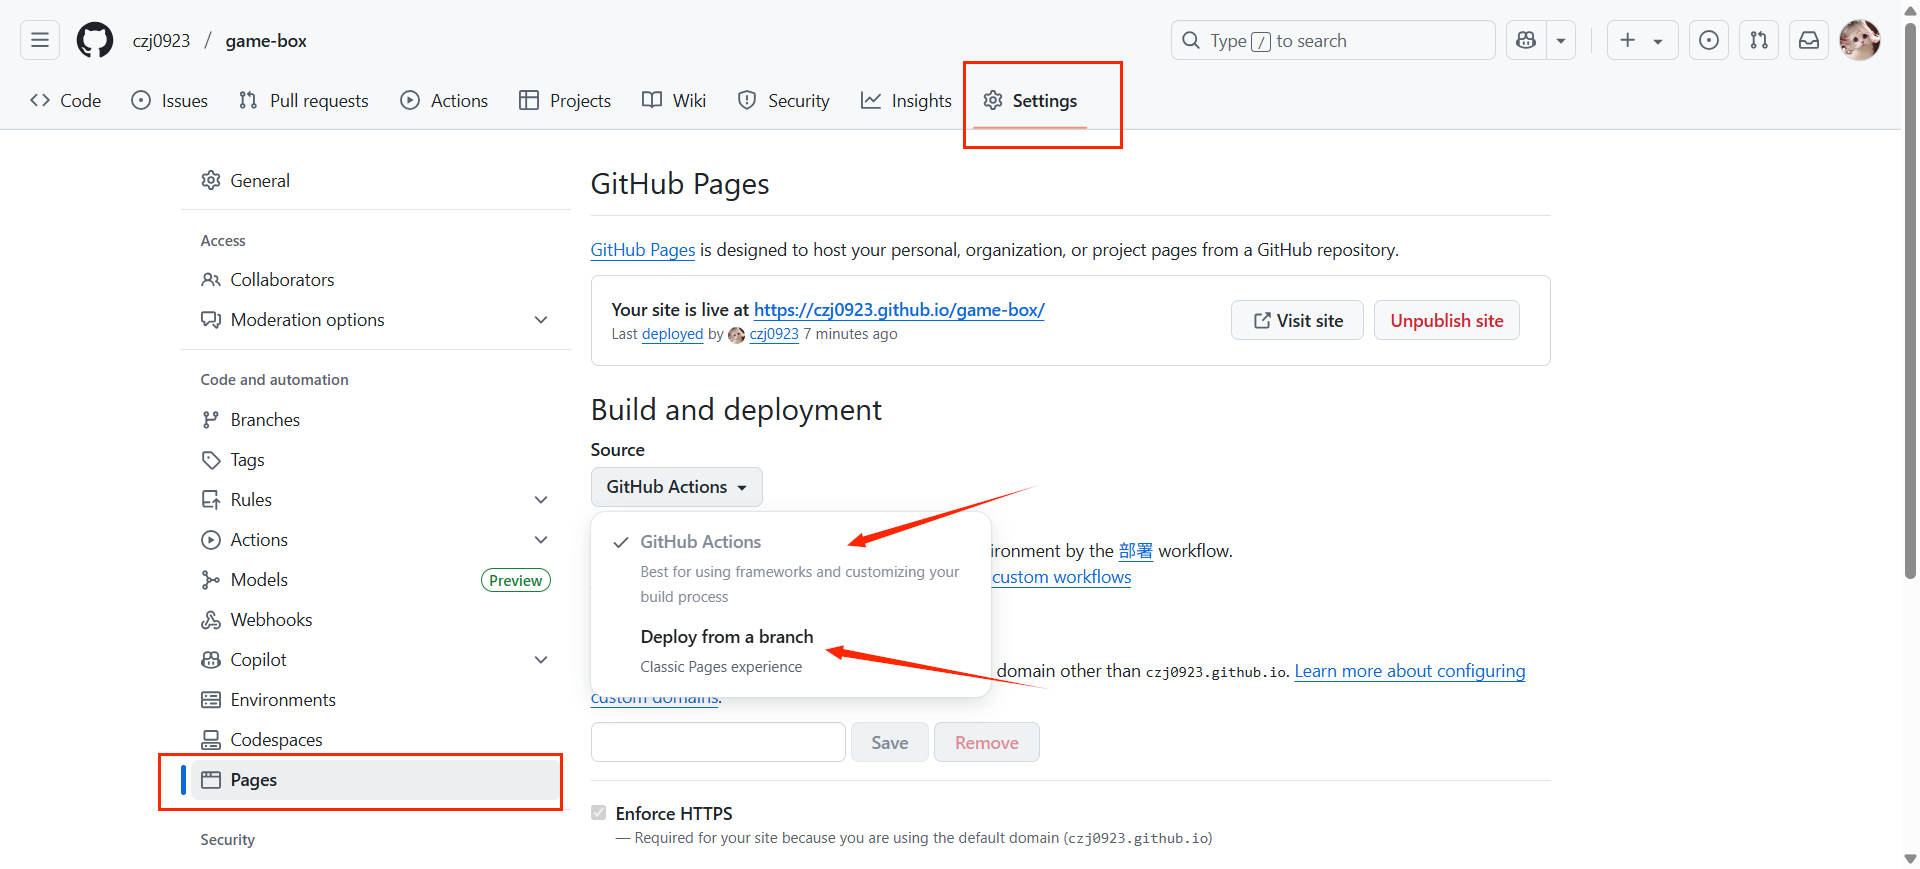 czj0923 / game-box
Type / to search
Code Issues Pull requests Actions Projects Wiki Security Insights Settings
General
Access
Collaborators
Moderation options
Code and automation
Branches
Tags
Rules
Actions
Models Preview
Webhooks
Copilot
Environments
Codespaces
Pages
Security
GitHub Pages
GitHub Pages is designed to host your personal, organization, or project pages from a GitHub repository.
Your site is live at https://czj0923.github.io/game-box/
Last deployed by czj0923 7 minutes ago
Visit site
Unpublish site
Build and deployment
Source
GitHub Actions
GitHub Actions
Best for using frameworks and customizing your
build process
Deploy from a branch
Classic Pages experience
ironment by the 部署 workflow.
custom workflows
domain other than czj0923.github.io. Learn more about configuring
custom domains.
Save
Remove
Enforce HTTPS
— Required for your site because you are using the default domain (czj0923.github.io)